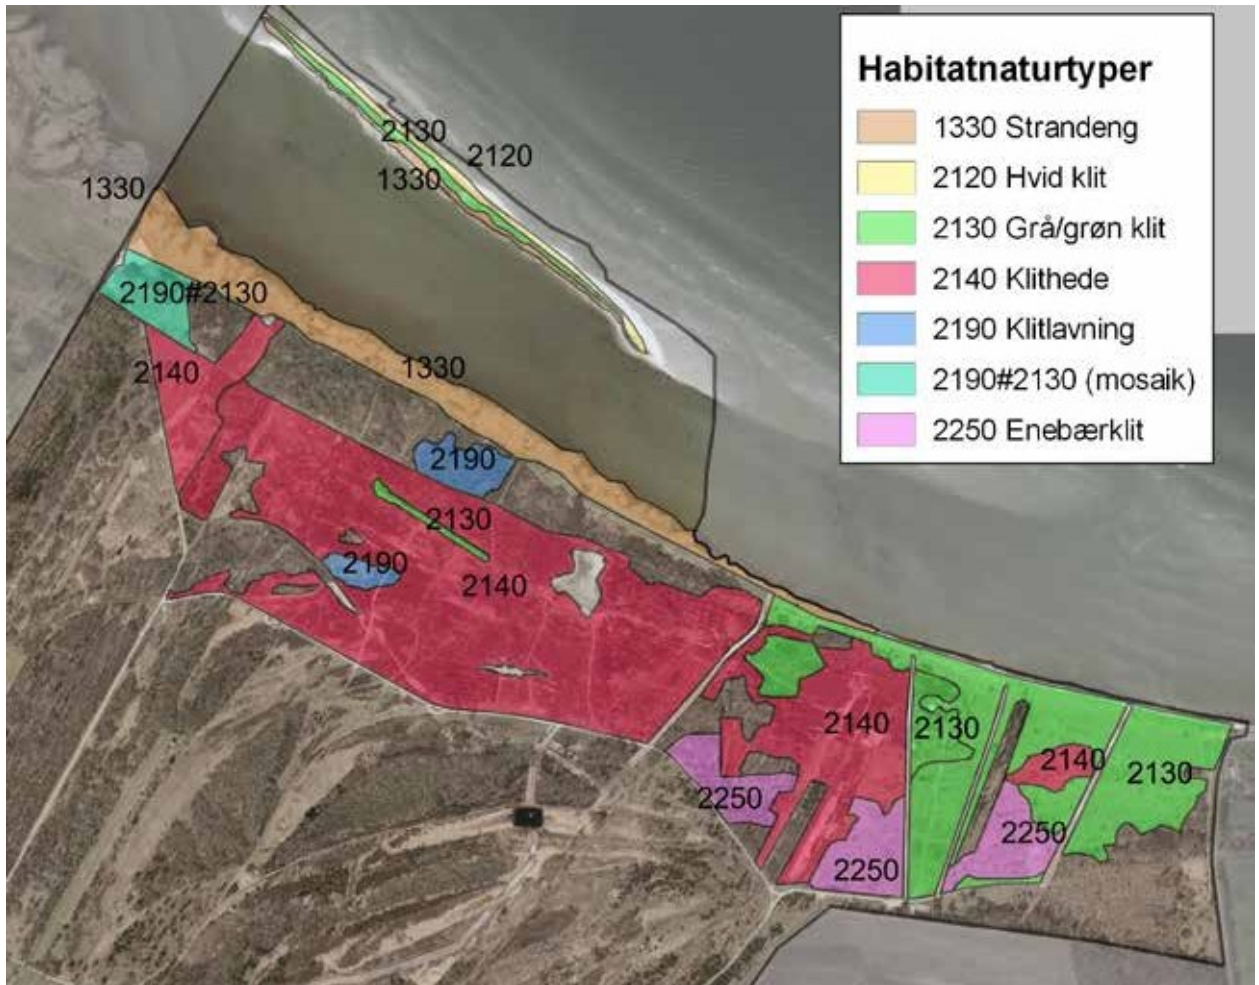 Habitatnaturtyper
1330 Strandeng
2120 Hvid klit
2130 Grå/grøn klit
2140 Klithede
2190 Klitlavning
2190#2130 (mosaik)
2250 Enebærklit
2130
2120
1330
1330
2190#2130
2140
1330
2190
2130
2190
2140
2140
2130
2140
2130
2250
2250
2250